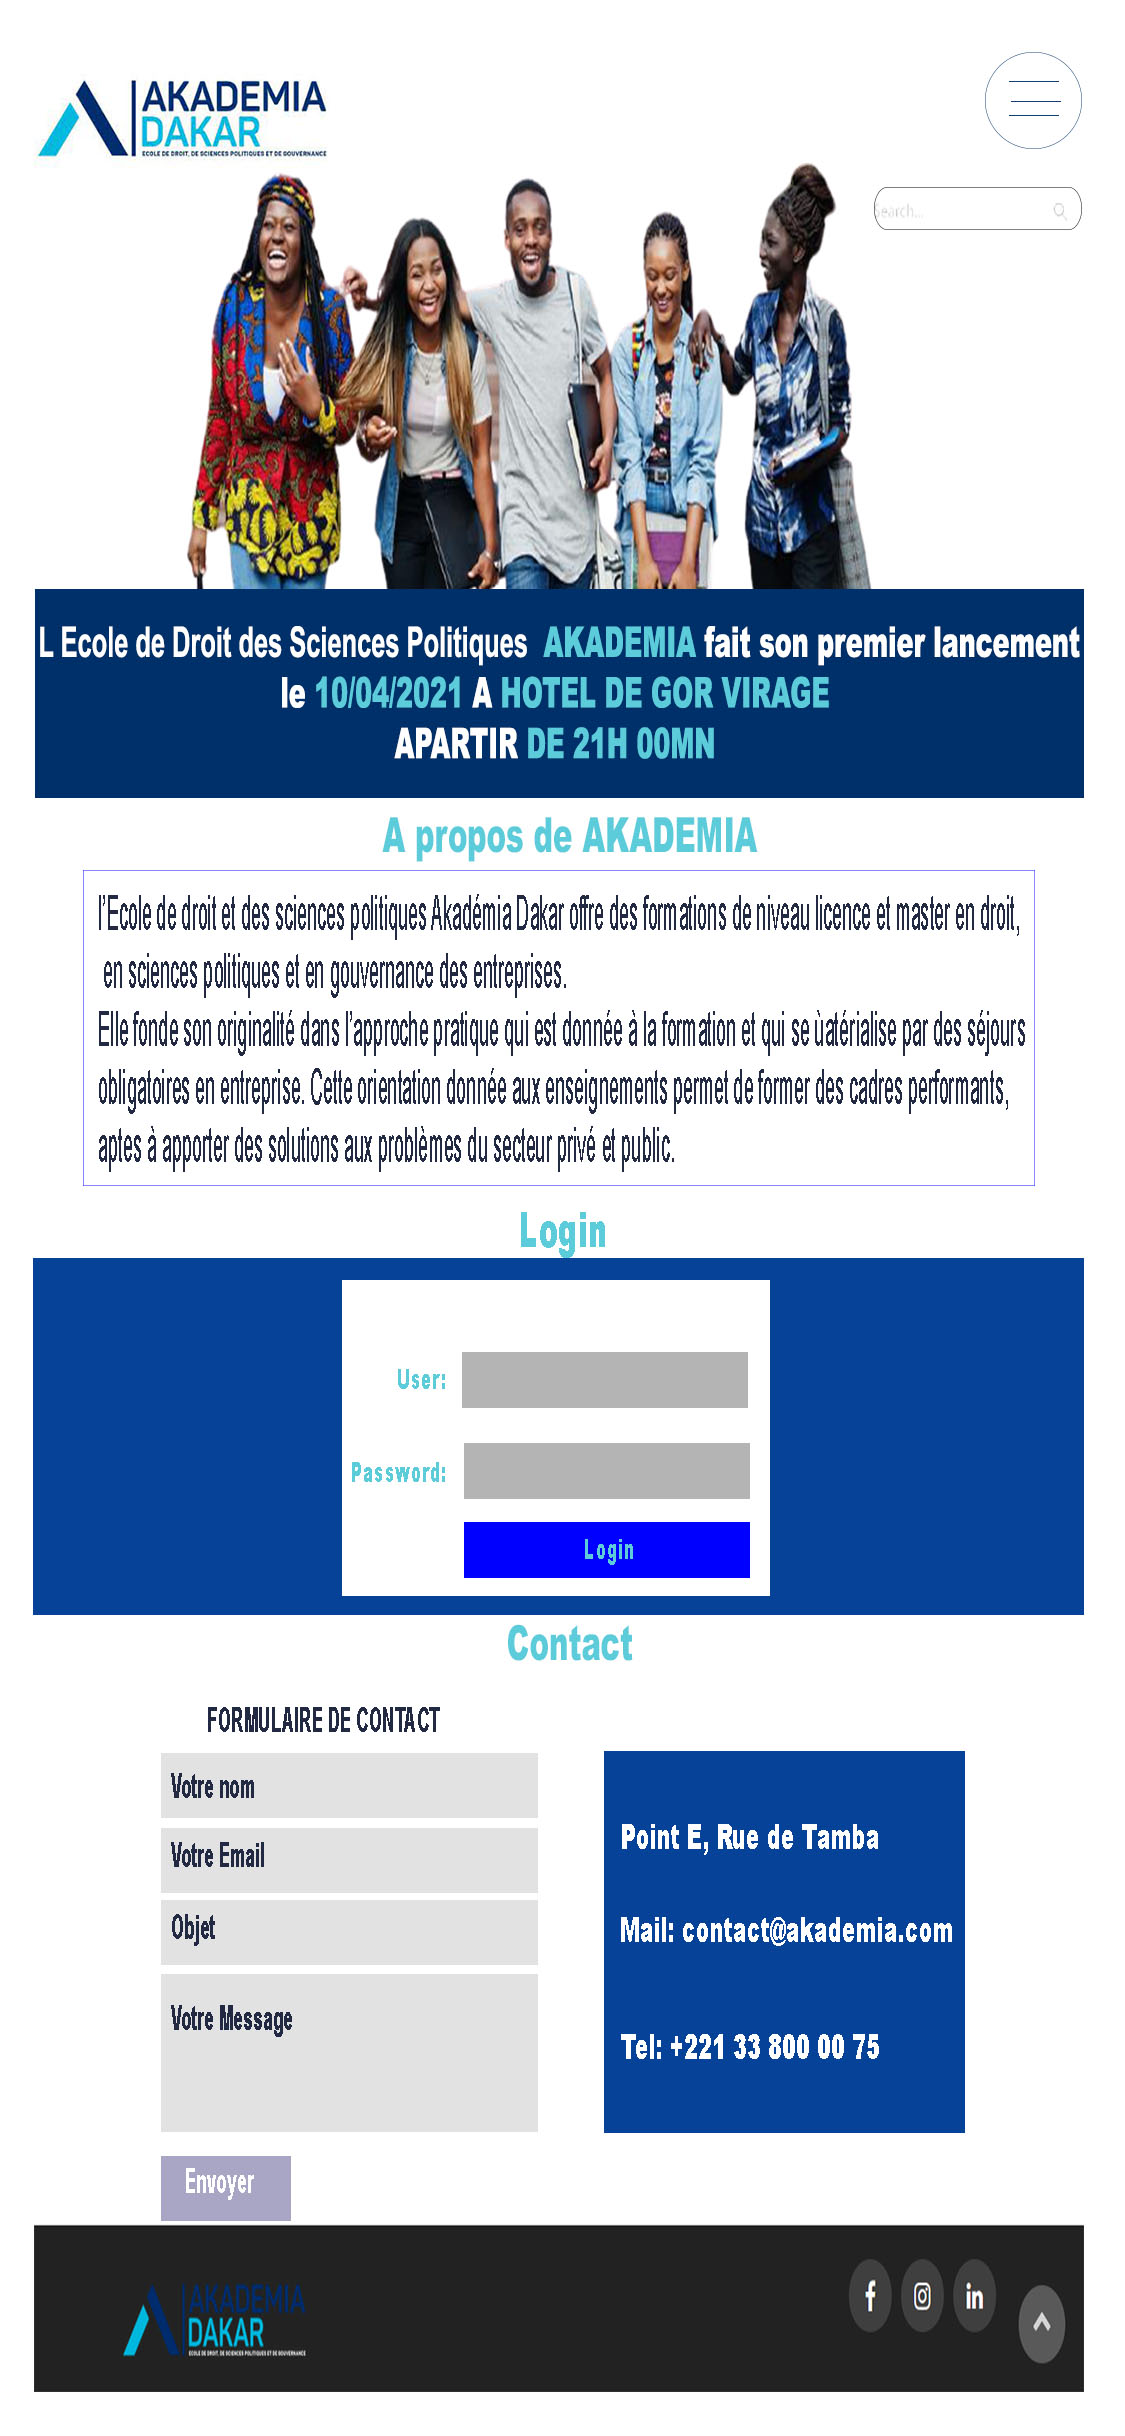 AKADEMIA
DAKAR
ECOLE DE DROIT, DE SCIENCES POLITIQUES ET DE GOUVERNANCE
Search...
L Ecole de Droit des Sciences Politiques AKADEMIA fait son premier lancement
le 10/04/2021 A HOTEL DE GOR VIRAGE
APARTIR DE 21H 00MN
A propos de AKADEMIA
l’Ecole de droit et des sciences politiques Akadémia Dakar offre des formations de niveau licence et master en droit,
en sciences politiques et en gouvernance des entreprises.
Elle fonde son originalité dans l’approche pratique qui est donnée à la formation et qui se ùatérialise par des séjours
obligatoires en entreprise. Cette orientation donnée aux enseignements permet de former des cadres performants,
aptes à apporter des solutions aux problèmes du secteur privé et public.
Login
User:
Password:
Login
Contact
FORMULAIRE DE CONTACT
Votre nom
Votre Email
Objet
Votre Message
Envoyer
Point E, Rue de Tamba
Mail: contact@akademia.com
Tel: +221 33 800 00 75
AKADEMIA
DAKAR
ECOLE DE DROIT, DE SCIENCES POLITIQUES ET DE GOUVERNANCE
f
in